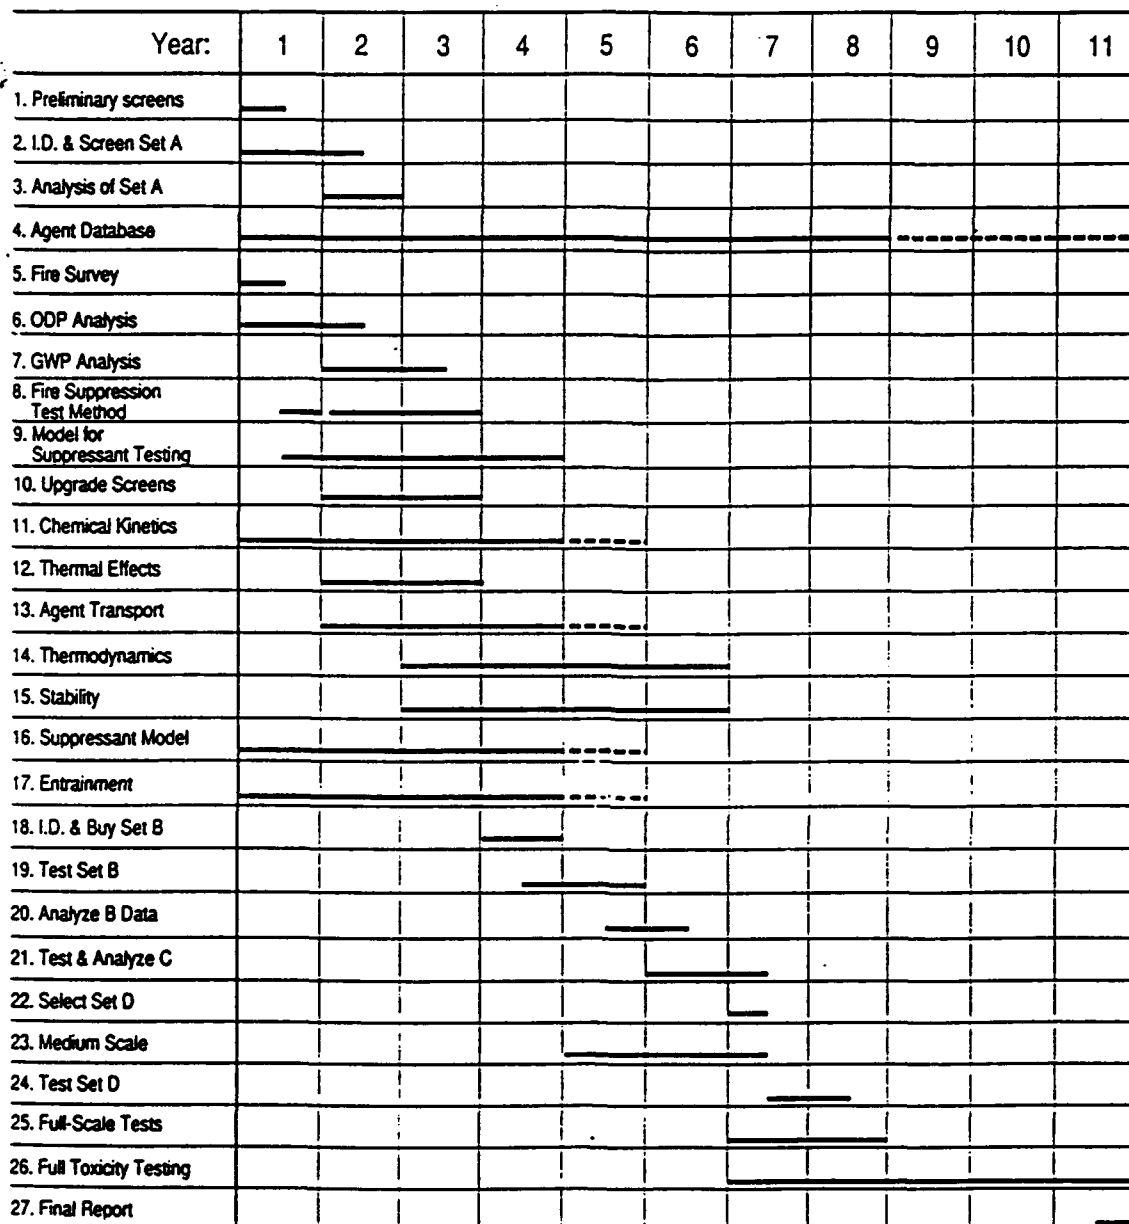 Year: 1 2 3 4 5 6 7 8 9 10 11
1. Preliminary screens
2. I.D. & Screen Set A
3. Analysis of Set A
4. Agent Database
5. Fire Survey
6. ODP Analysis
7. GWP Analysis
8. Fire Suppression
Test Method
9. Model for
Suppressant Testing
10. Upgrade Screens
11. Chemical Kinetics
12. Thermal Effects
13. Agent Transport
14. Thermodynamics
15. Stability
16. Suppressant Model
17. Entrainment
18. I.D. & Buy Set B
19. Test Set B
20. Analyze B Data
21. Test & Analyze C
22. Select Set D
23. Medium Scale
24. Test Set D
25. Full-Scale Tests
26. Full Toxicity Testing
27. Final Report